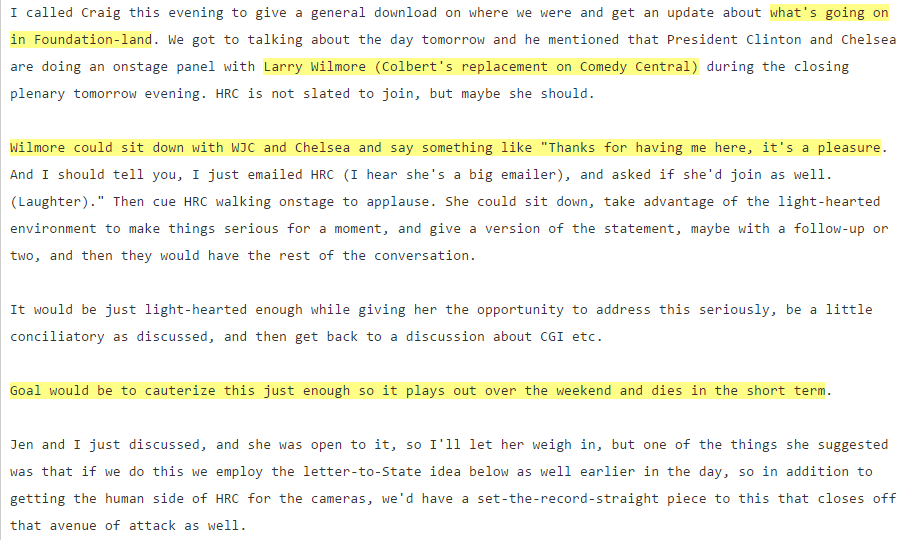 I called Craig this evening to give a general download on where we were and get an update about what's going on
in Foundation-land. We got to talking about the day tomorrow and he mentioned that President Clinton and Chelsea
are doing an onstage panel with Larry Wilmore (Colbert's replacement on Comedy Central) during the closing
plenary tomorrow evening. HRC is not slated to join, but maybe she should.
Wilmore could sit down with WJC and Chelsea and say something like "Thanks for having me here, it's a pleasure.
And I should tell you, I just emailed HRC (I hear she's a big emailer), and asked if she'd join as well.
(Laughter)." Then cue HRC walking onstage to applause. She could sit down, take advantage of the light-hearted
environment to make things serious for a moment, and give a version of the statement, maybe with a follow-up or
two, and then they would have the rest of the conversation.
It would be just light-hearted enough while giving her the opportunity to address this seriously, be a little
conciliatory as discussed, and then get back to a discussion about CGI etc.
Goal would be to cauterize this just enough so it plays out over the weekend and dies in the short term.
Jen and I just discussed, and she was open to it, so I'll let her weigh in, but one of the things she suggested
was that if we do this we employ the letter-to-State idea below as well earlier in the day, so in addition to
getting the human side of HRC for the cameras, we'd have a set-the-record-straight piece to this that closes off
that avenue of attack as well.